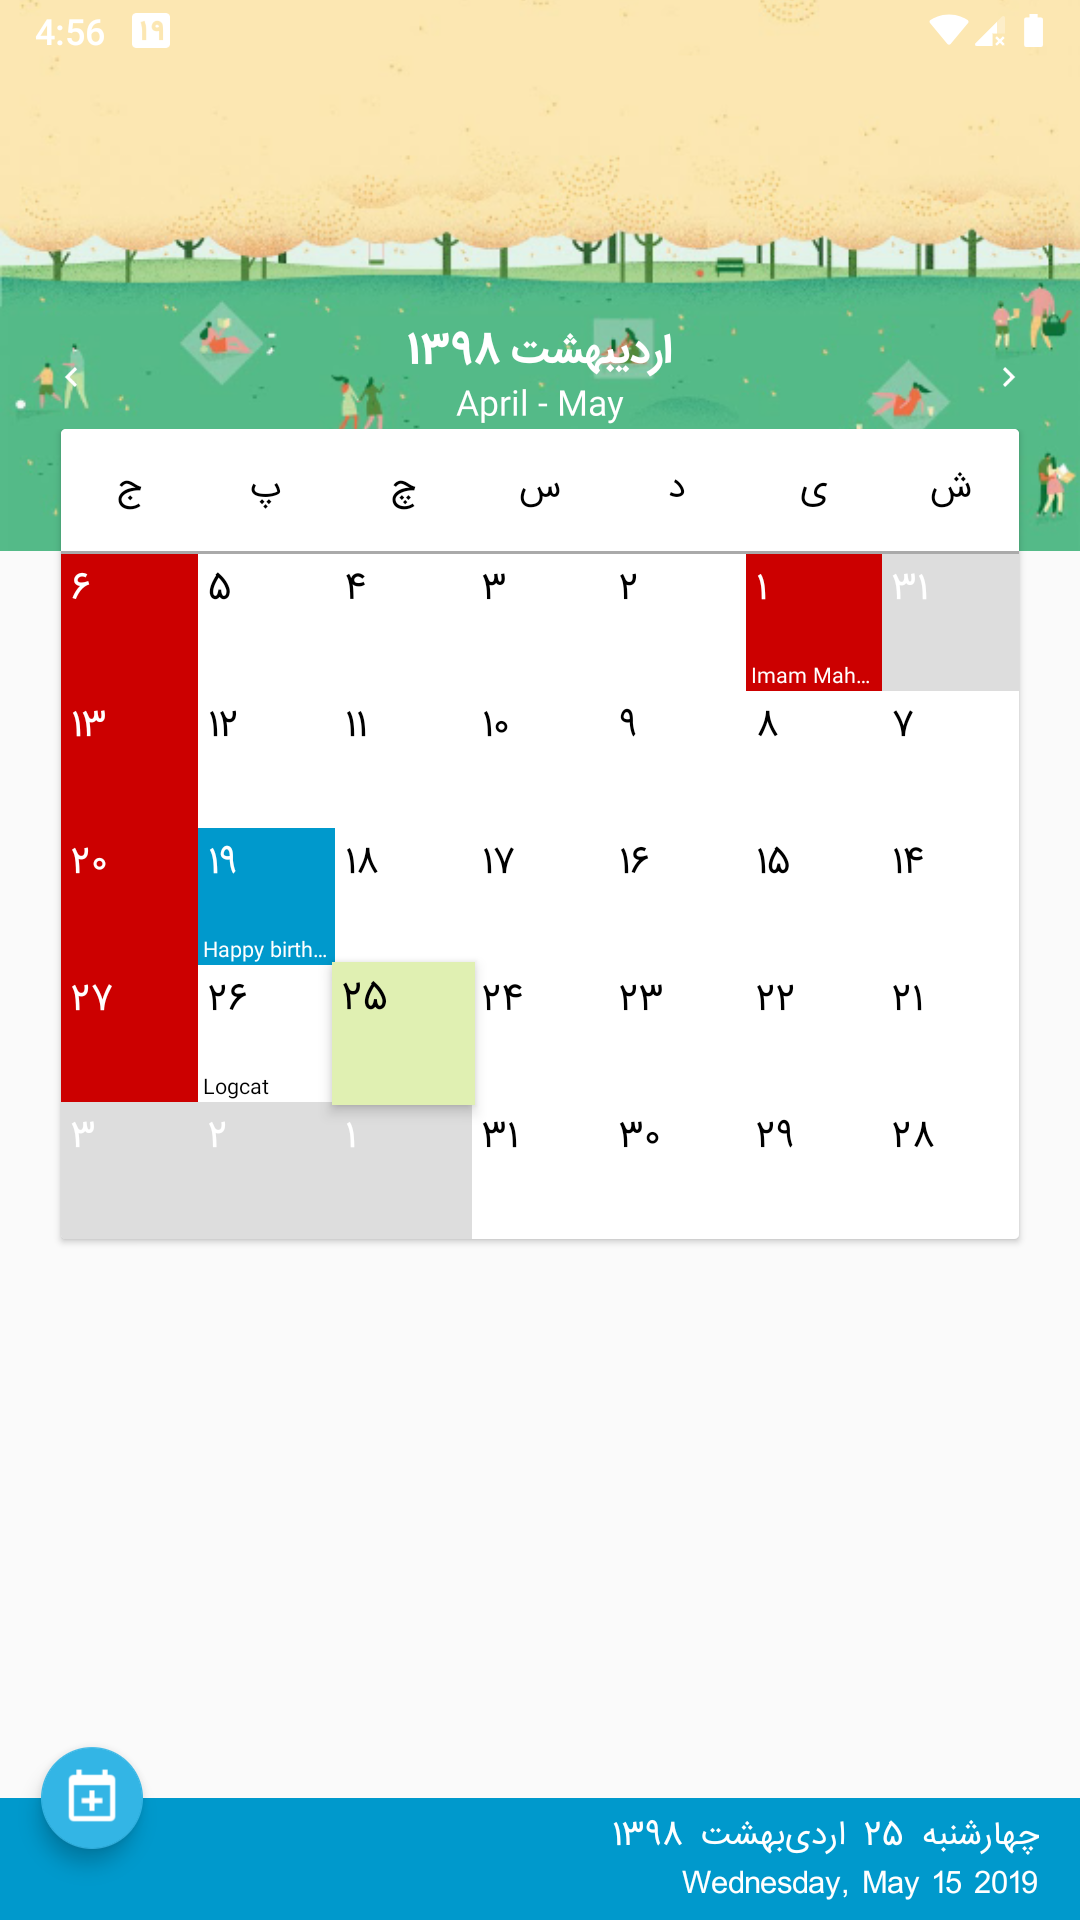 4:56 ۱۹
اردیبهشت ۱۳۹۸
April - May
ش ی د س چ پ ج
۳۱ ۱ ۲ ۳ ۴ ۵ ۶
Imam Mah...
۷ ۸ ۹ ۱۰ ۱۱ ۱۲ ۱۳
۱۴ ۱۵ ۱۶ ۱۷ ۱۸ ۱۹ ۲۰
Happy birth...
۲۱ ۲۲ ۲۳ ۲۴ ۲۵ ۲۶ ۲۷
Logcat
۲۸ ۲۹ ۳۰ ۳۱ ۱ ۲ ۳
چهارشنبه ۲۵ اردی‌بهشت ۱۳۹۸
Wednesday, May 15 2019